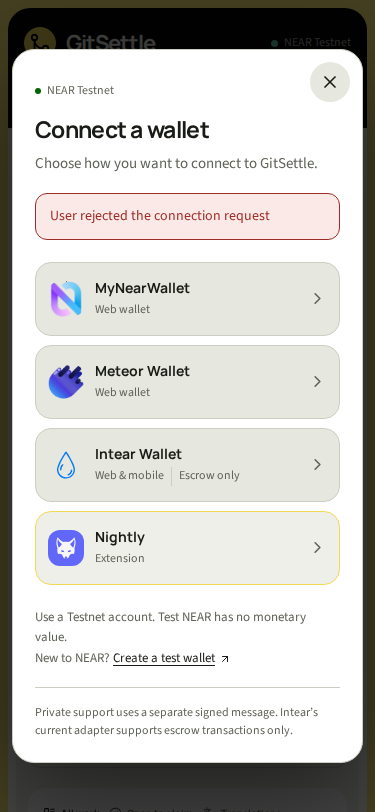 GitSettle
NEAR Testnet
NEAR Testnet
Connect a wallet
Choose how you want to connect to GitSettle.
User rejected the connection request
MyNearWallet
Web wallet
Meteor Wallet
Web wallet
Intear Wallet
Web & mobile Escrow only
Nightly
Extension
Use a Testnet account. Test NEAR has no monetary
value.
New to NEAR? Create a test wallet ↗
Private support uses a separate signed message. Intear's
current adapter supports escrow transactions only.